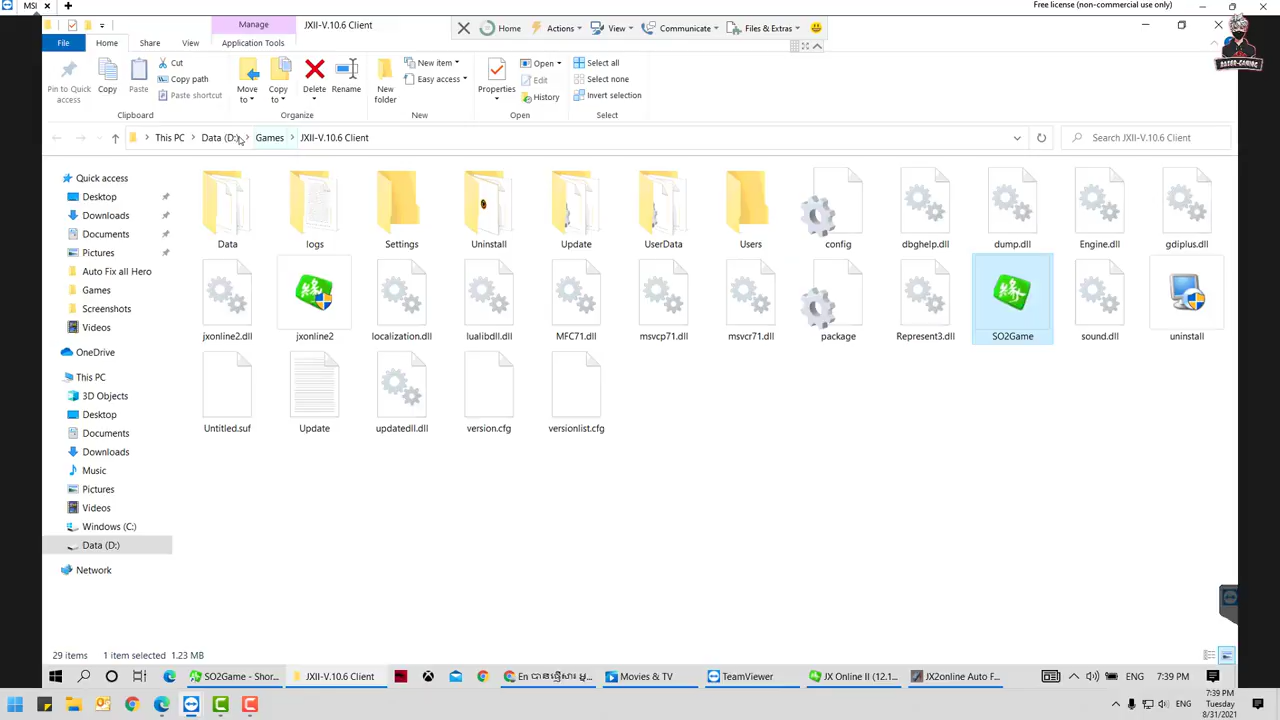 MSI
Free license (non-commercial use only)
Manage
JXII-V.10.6 Client
Home
Actions
View
Communicate
Files & Extras
File
Home
Share
View
Application Tools
RAZER-GAMING
Pin to Quick access
Copy
Paste
Cut
Copy path
Paste shortcut
Move to
Copy to
Delete
Rename
New folder
New item
Easy access
Properties
Open
Edit
History
Select all
Select none
Invert selection
Clipboard
Organize
New
Open
Select
This PC
Data (D:)
Games
JXII-V.10.6 Client
Search JXII-V.10.6 Client
Quick access
Desktop
Downloads
Documents
Pictures
Auto Fix all Hero
Games
Screenshots
Videos
OneDrive
This PC
3D Objects
Desktop
Documents
Downloads
Music
Pictures
Videos
Windows (C:)
Data (D:)
Network
Data
logs
Settings
Uninstall
Update
UserData
Users
config
dbghelp.dll
dump.dll
Engine.dll
gdiplus.dll
jxonline2.dll
jxonline2
localization.dll
lualibdll.dll
MFC71.dll
msvcp71.dll
msvcr71.dll
package
Represent3.dll
SO2Game
sound.dll
uninstall
Untitled.suf
Update
updatedll.dll
version.cfg
versionlist.cfg
29 items
1 item selected 1.23 MB
SO2Game - Shor...
JXII-V.10.6 Client
Movies & TV
TeamViewer
JX Online II (12.1...
JX2online Auto F...
ENG
7:39 PM
ENG
7:39 PM
Tuesday
8/31/2021